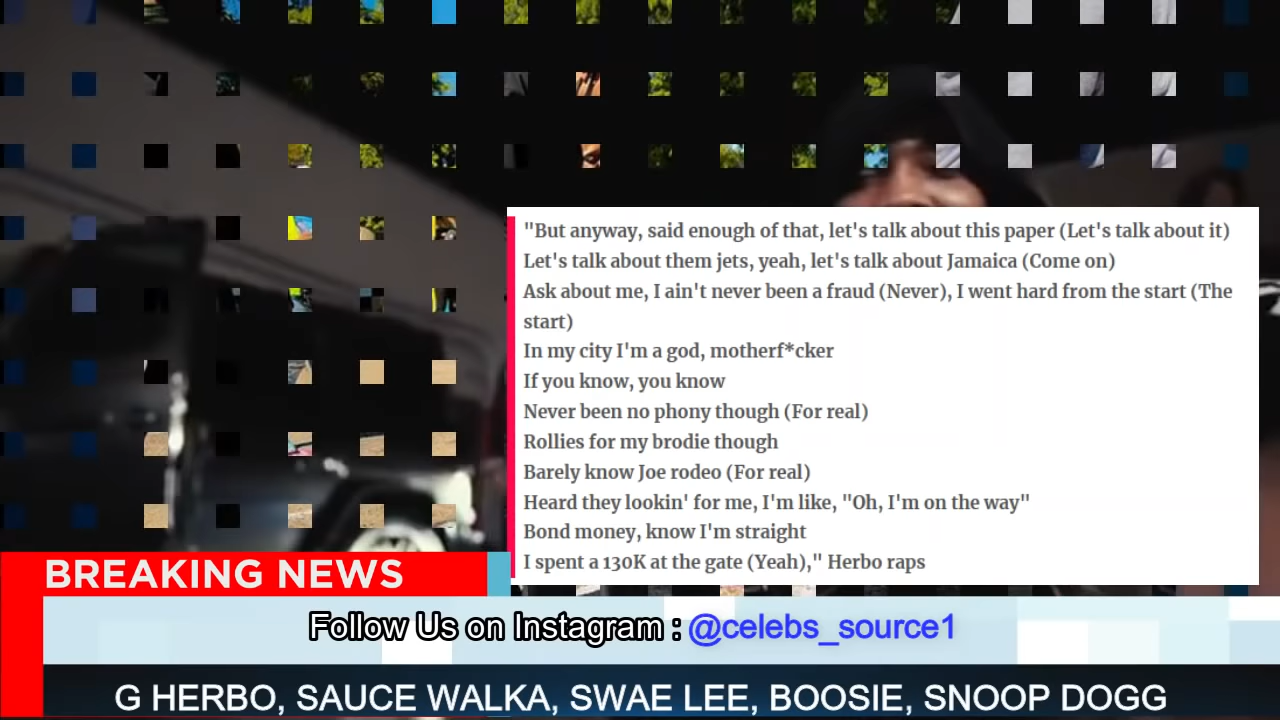 "But anyway, said enough of that, let's talk about this paper (Let's talk about it)
Let's talk about them jets, yeah, let's talk about Jamaica (Come on)
Ask about me, I ain't never been a fraud (Never), I went hard from the start (The
start)
In my city I'm a god, motherf*cker
If you know, you know
Never been no phony though (For real)
Rollies for my brodie though
Barely know Joe rodeo (For real)
Heard they lookin' for me, I'm like, "Oh, I'm on the way"
Bond money, know I'm straight
I spent a 130K at the gate (Yeah)," Herbo raps
BREAKING NEWS
Follow Us on Instagram : @celebs_source1
G HERBO, SAUCE WALKA, SWAE LEE, BOOSIE, SNOOP DOGG